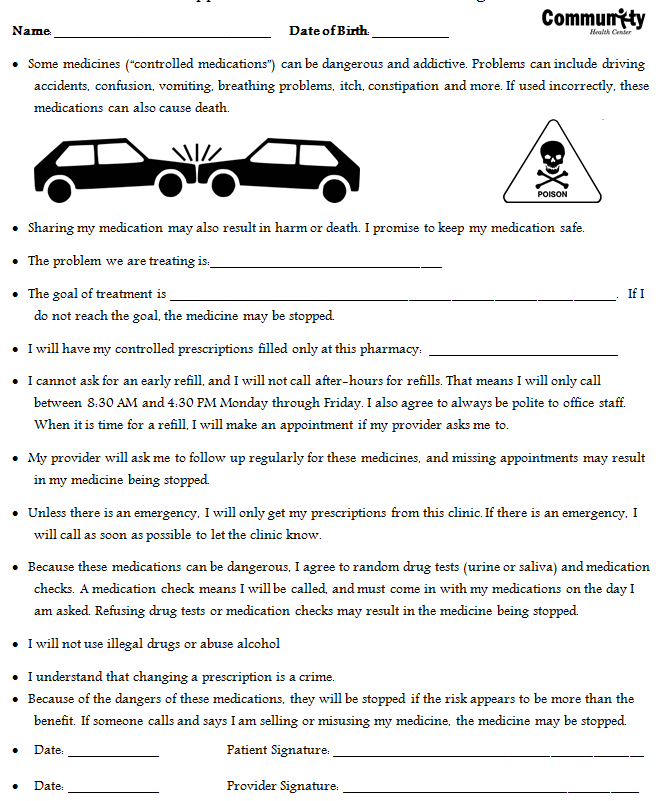 Name: Date of Birth:
Community
Health Center
• Some medicines (“controlled medications”) can be dangerous and addictive. Problems can include driving
accidents, confusion, vomiting, breathing problems, itch, constipation and more. If used incorrectly, these
medications can also cause death.
POISON
• Sharing my medication may also result in harm or death. I promise to keep my medication safe.
• The problem we are treating is:
• The goal of treatment is . If I
do not reach the goal, the medicine may be stopped.
• I will have my controlled prescriptions filled only at this pharmacy:
• I cannot ask for an early refill, and I will not call after-hours for refills. That means I will only call
between 8:30 AM and 4:30 PM Monday through Friday. I also agree to always be polite to office staff.
When it is time for a refill, I will make an appointment if my provider asks me to.
• My provider will ask me to follow up regularly for these medicines, and missing appointments may result
in my medicine being stopped.
• Unless there is an emergency, I will only get my prescriptions from this clinic. If there is an emergency, I
will call as soon as possible to let the clinic know.
• Because these medications can be dangerous, I agree to random drug tests (urine or saliva) and medication
checks. A medication check means I will be called, and must come in with my medications on the day I
am asked. Refusing drug tests or medication checks may result in the medicine being stopped.
• I will not use illegal drugs or abuse alcohol
• I understand that changing a prescription is a crime.
• Because of the dangers of these medications, they will be stopped if the risk appears to be more than the
benefit. If someone calls and says I am selling or misusing my medicine, the medicine may be stopped.
• Date: Patient Signature:
• Date: Provider Signature: